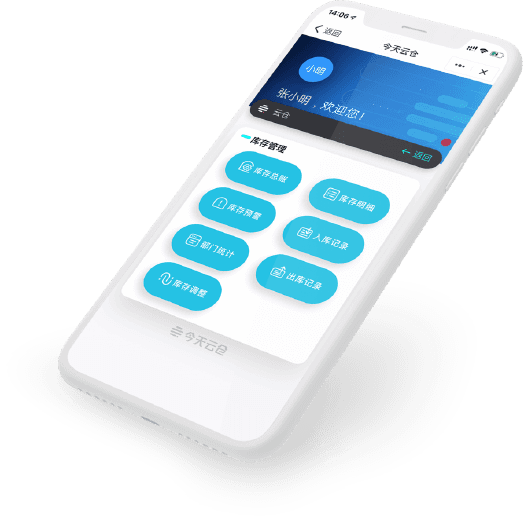 14:06
返回
今天云仓
小明
张小明，欢迎您！
云仓
返回
库存管理
库存总账
库存明细
库存预警
入库记录
部门统计
出库记录
库存调整
今天云仓